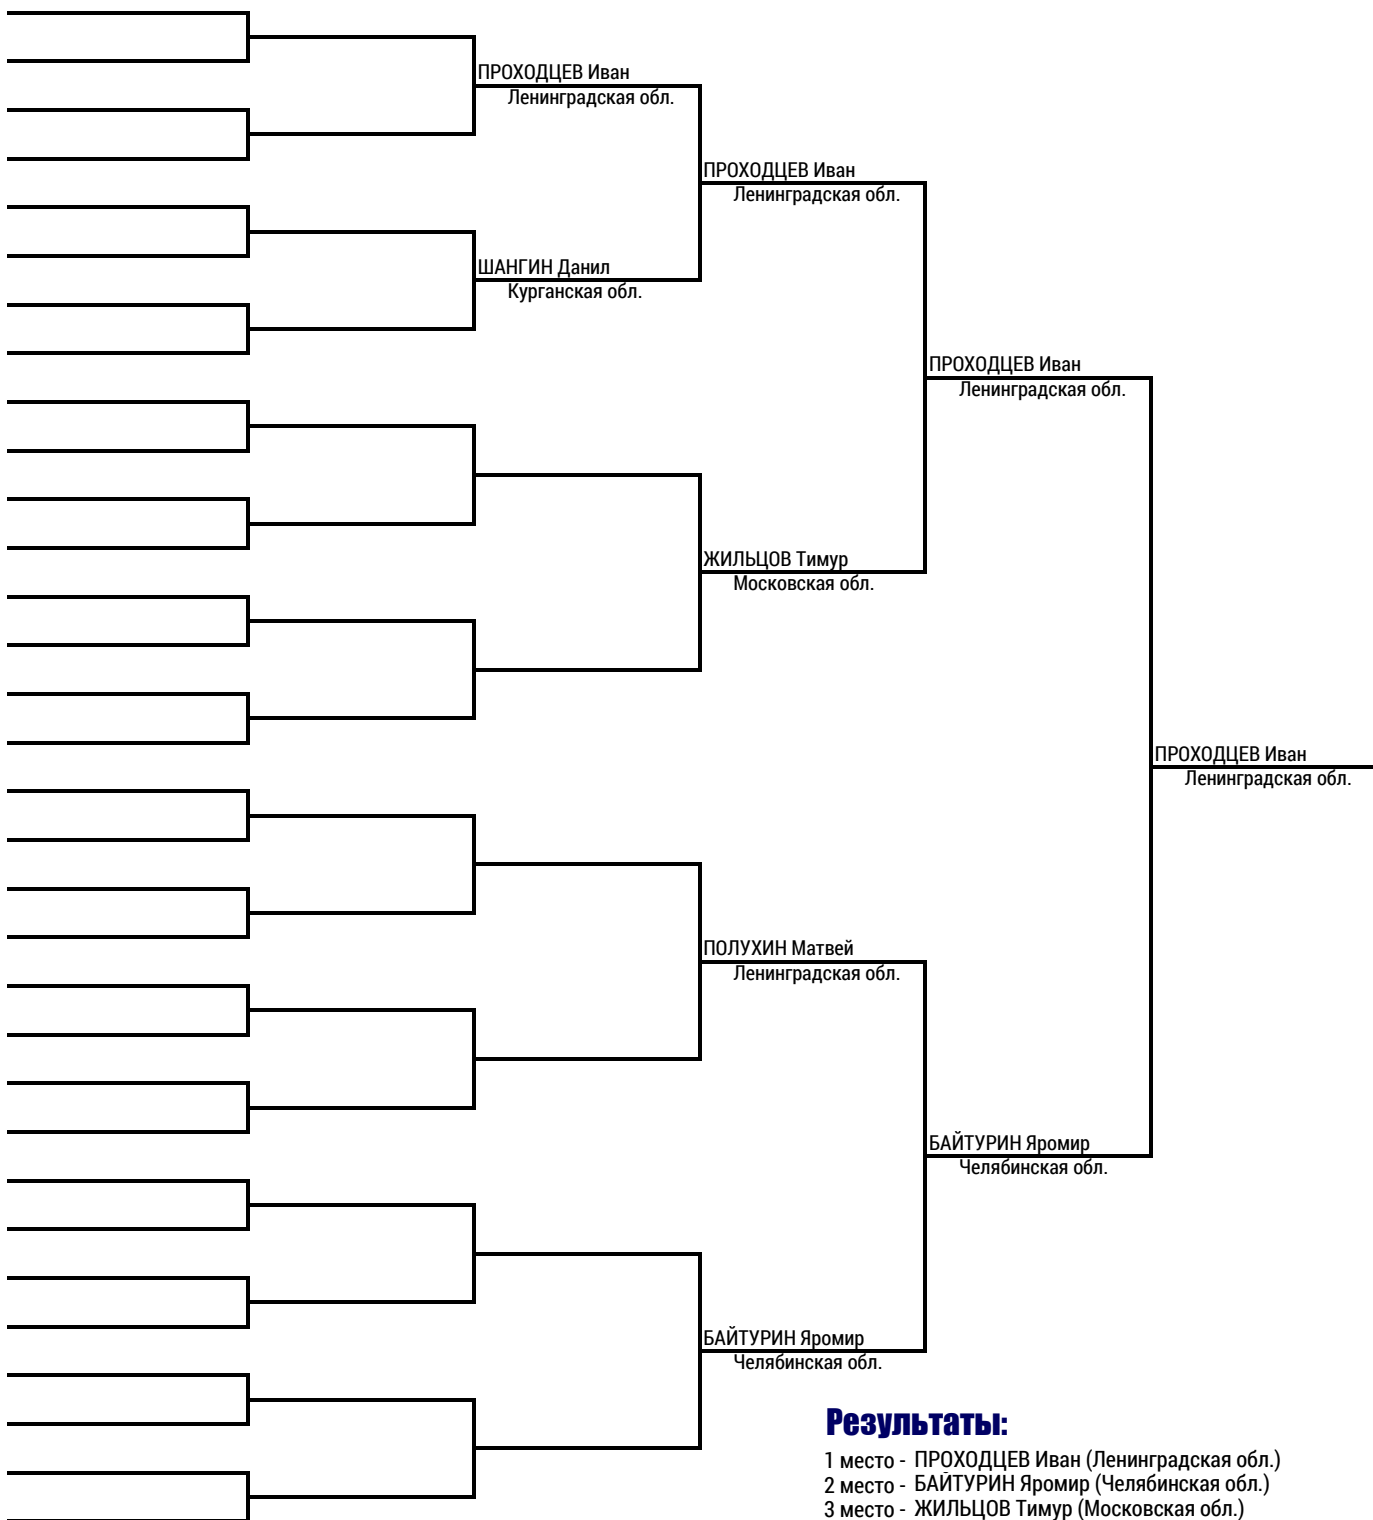 ПРОХОДЦЕВ Иван
Ленинградская обл.
ПРОХОДЦЕВ Иван
Ленинградская обл.
ШАНГИН Данил
Курганская обл.
ПРОХОДЦЕВ Иван
Ленинградская обл.
ЖИЛЬЦОВ Тимур
Московская обл.
ПРОХОДЦЕВ Иван
Ленинградская обл.
ПОЛУХИН Матвей
Ленинградская обл.
БАЙТУРИН Яромир
Челябинская обл.
БАЙТУРИН Яромир
Челябинская обл.
Результаты:
1 место - ПРОХОДЦЕВ Иван (Ленинградская обл.)
2 место - БАЙТУРИН Яромир (Челябинская обл.)
3 место - ЖИЛЬЦОВ Тимур (Московская обл.)